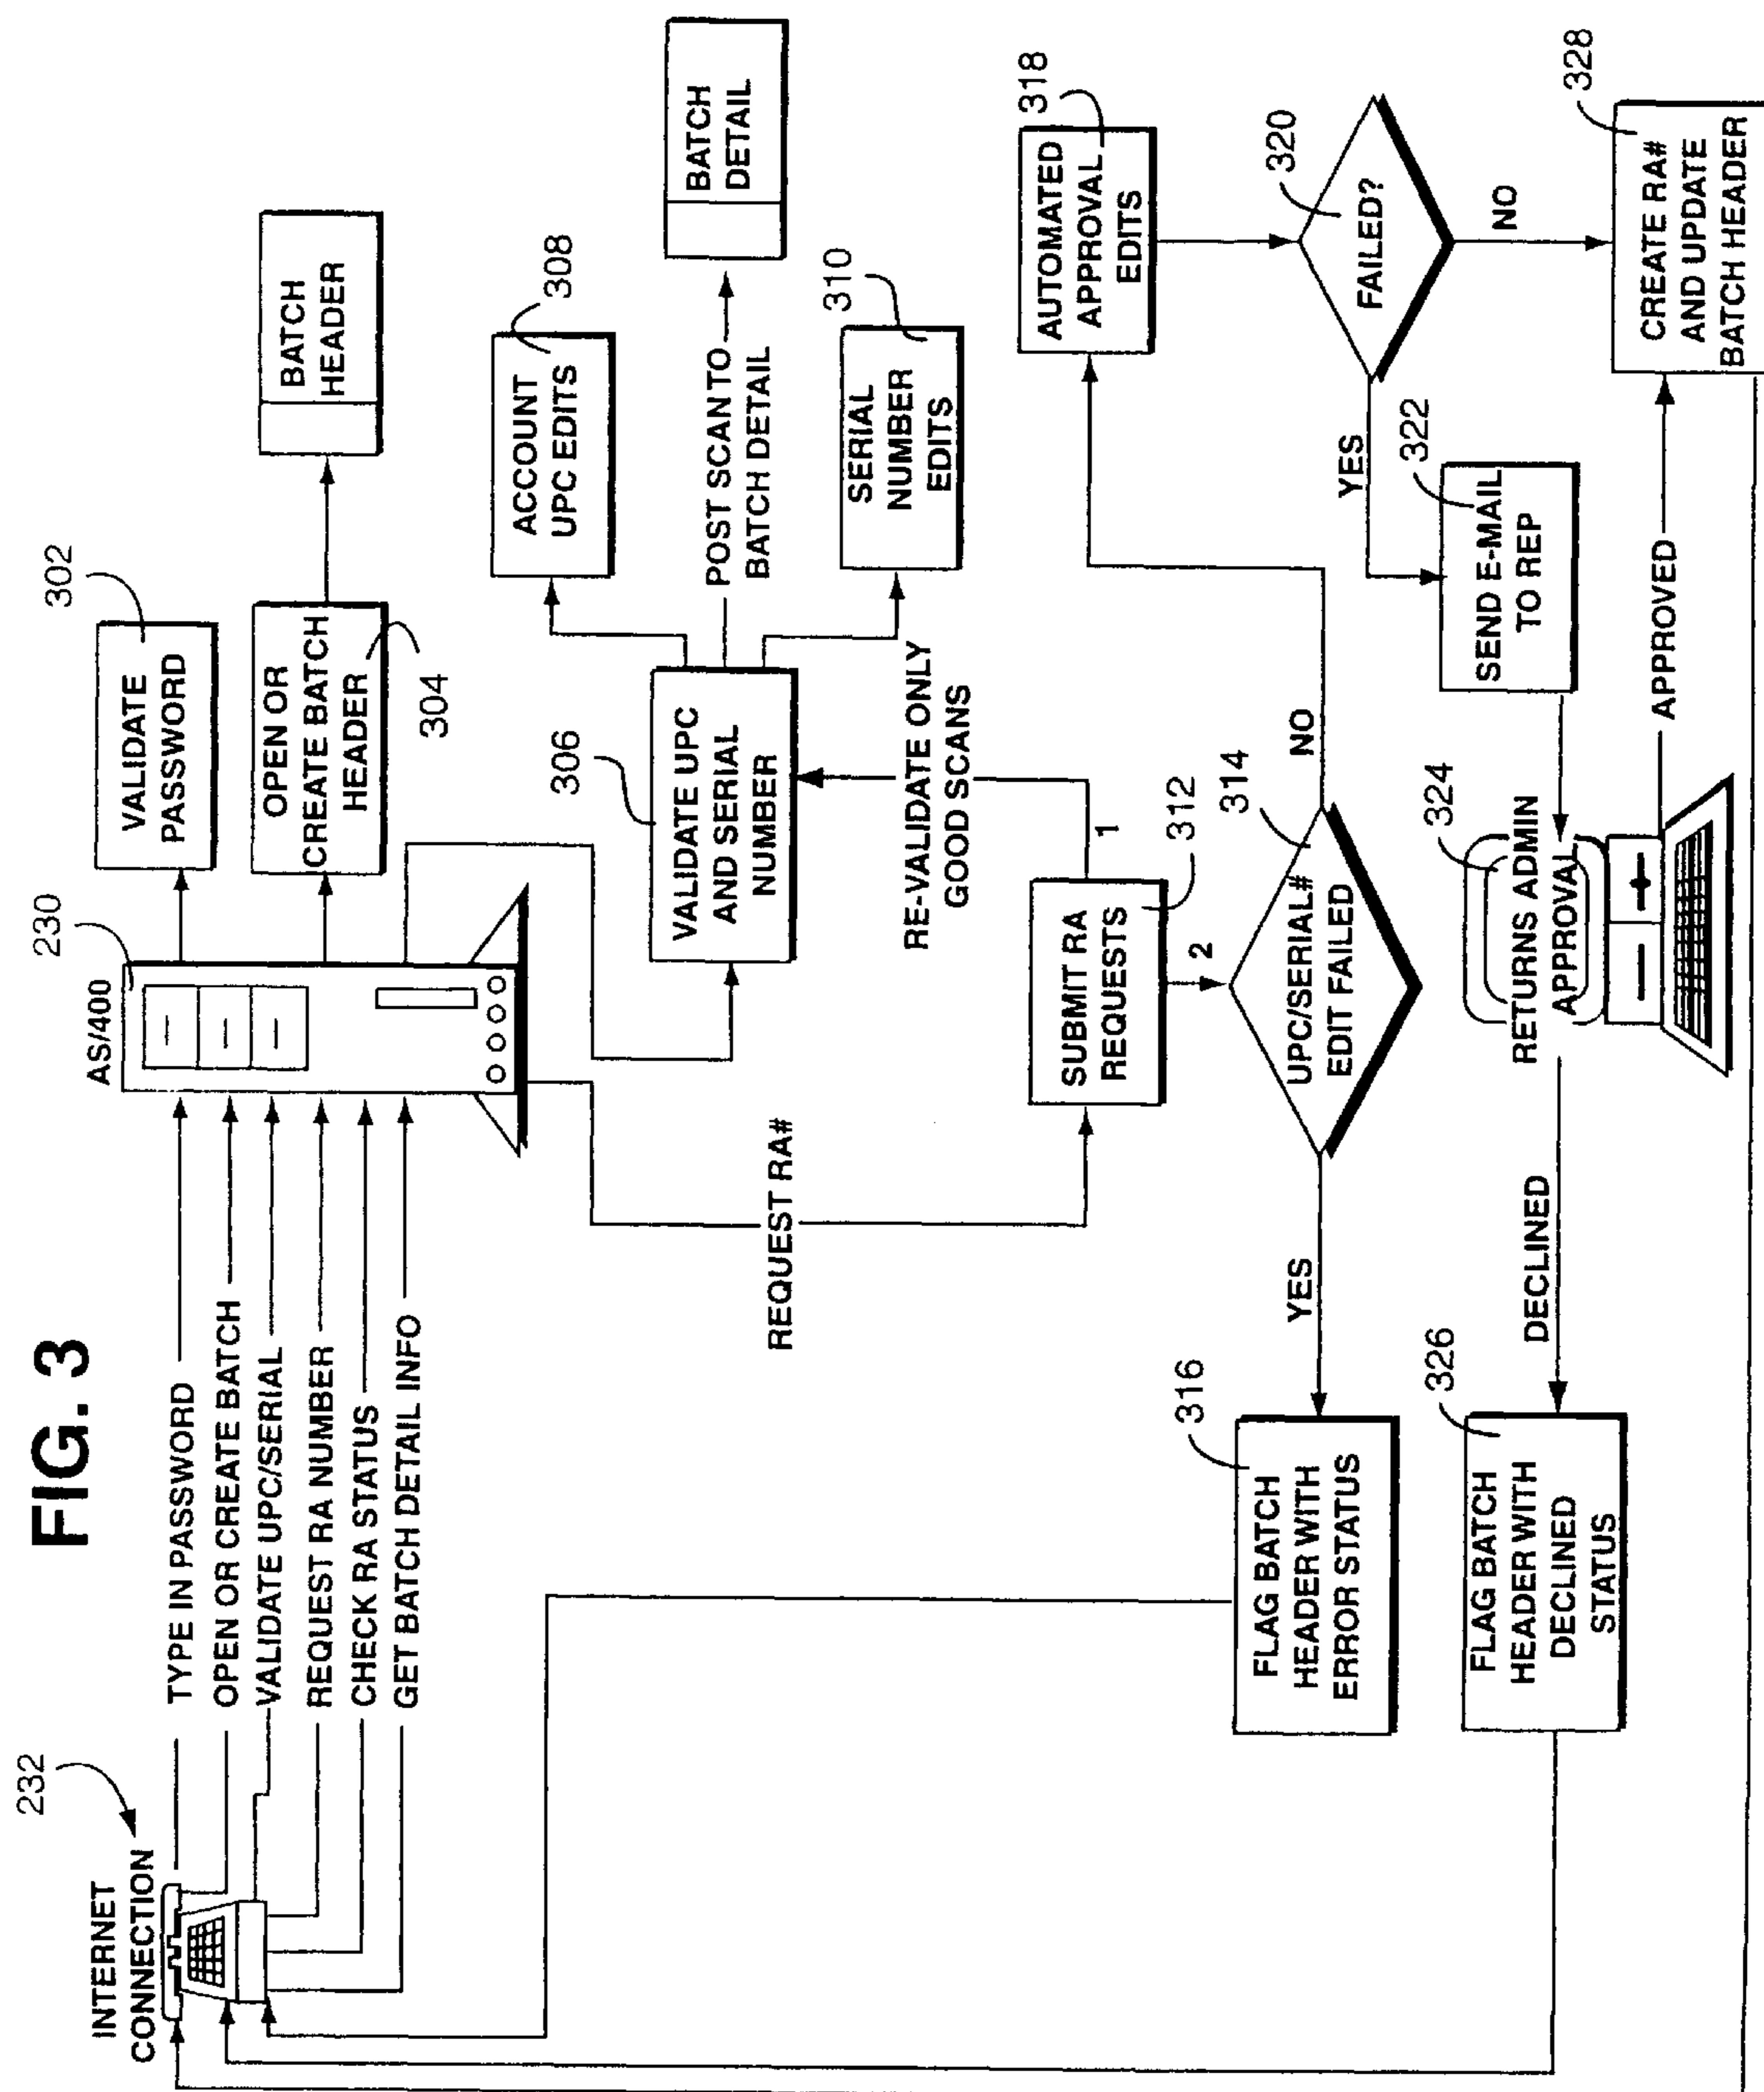 FIG. 3
232
INTERNET
CONNECTION
TYPE IN PASSWORD
OPEN OR CREATE BATCH
VALIDATE UPC/SERIAL
REQUEST RA NUMBER
CHECK RA STATUS
GET BATCH DETAIL INFO
AS/400
230
VALIDATE
PASSWORD
302
OPEN OR
CREATE BATCH
HEADER
304
BATCH
HEADER
306
VALIDATE UPC
AND SERIAL
NUMBER
ACCOUNT
UPC EDITS
308
POST SCAN TO
BATCH DETAIL
BATCH
DETAIL
SERIAL
NUMBER
EDITS
310
REQUEST RA#
RE-VALIDATE ONLY
GOOD SCANS
1
SUBMIT RA
REQUESTS
312
2
UPC/SERIAL#
EDIT FAILED
314
YES
NO
316
FLAG BATCH
HEADER WITH
ERROR STATUS
AUTOMATED
APPROVAL
EDITS
318
FAILED?
320
YES
NO
322
SEND E-MAIL
TO REP
324
RETURNS ADMIN
APPROVAL
DECLINED
APPROVED
326
FLAG BATCH
HEADER WITH
DECLINED
STATUS
328
CREATE RA#
AND UPDATE
BATCH HEADER